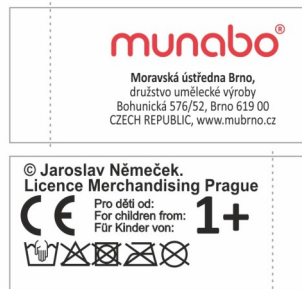 munabo®
Moravská ústředna Brno,
družstvo umělecké výroby
Bohunická 576/52, Brno 619 00
CZECH REPUBLIC, www.mubrno.cz
© Jaroslav Němeček.
Licence Merchandising Prague
CE
Pro děti od:
For children from:
Für Kinder von:
1+